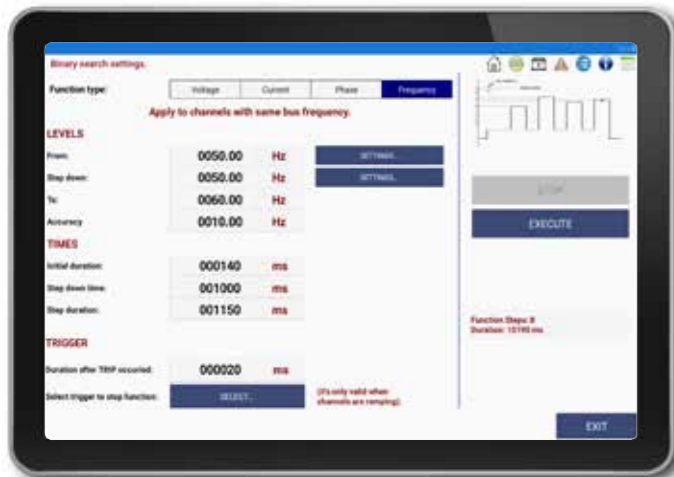 Binary search settings.
Function type: Voltage Current Phase Frequency
Apply to channels with same bus frequency.
LEVELS
From: 0050.00 Hz SETTINGS...
Step down: 0050.00 Hz SETTINGS...
To: 0060.00 Hz
Accuracy 0010.00 Hz
STOP
EXECUTE
TIMES
Initial duration: 000140 ms
Step down time: 001000 ms
Step duration: 001150 ms
Function Steps: 8
Duration: 10190 ms
TRIGGER
Duration after TRIP occurred: 000020 ms
Select trigger to stop function: SELECT... (It's only valid when
channels are ramping).
EXIT